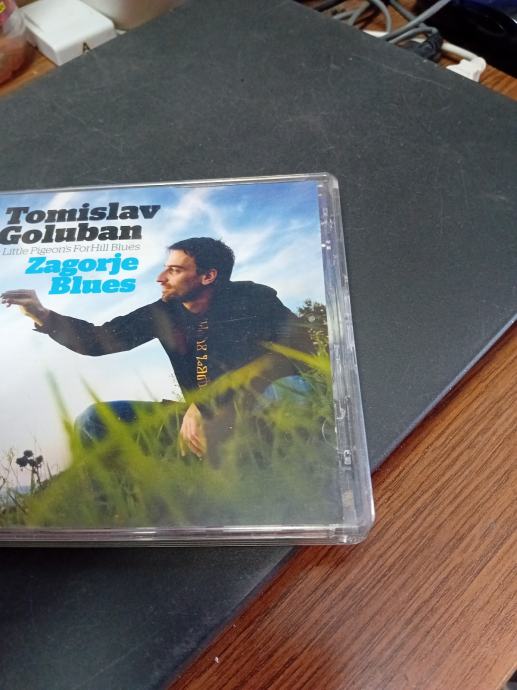 Tomislav
Goluban
Little Pigeon's ForHill Blues
Zagorje
Blues